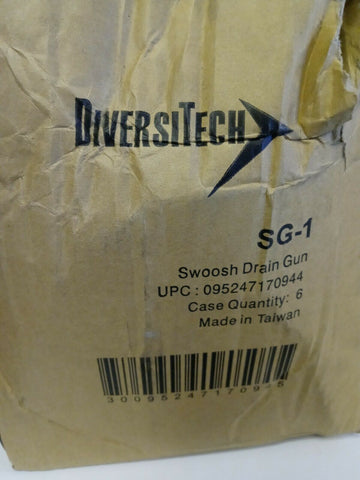 DIVERSITECH
SG-1
Swoosh Drain Gun
UPC : 095247170944
Case Quantity: 6
Made in Taiwan
30095247170945